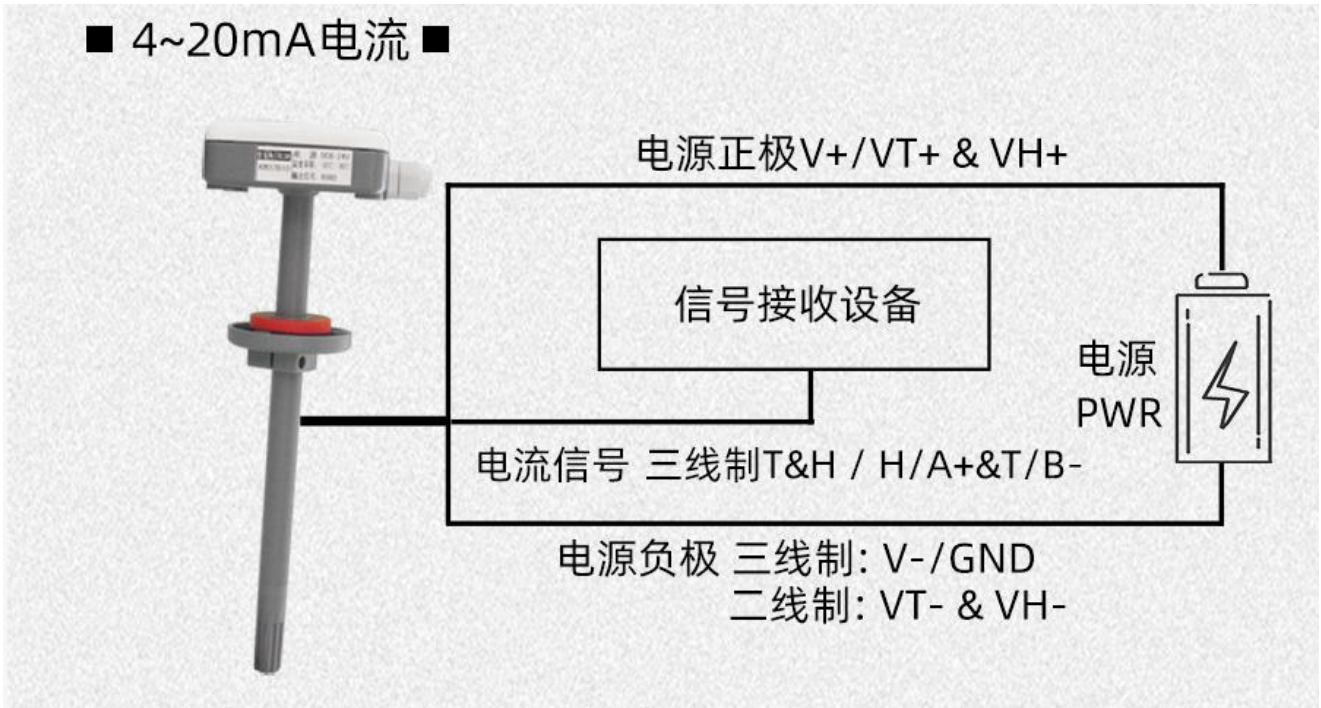 ■ 4~20mA电流 ■
电源正极V+/VT+ & VH+
信号接收设备
电源
PWR
电流信号 三线制T&H / H/A+&T/B-
电源负极 三线制: V-/GND
二线制: VT- & VH-